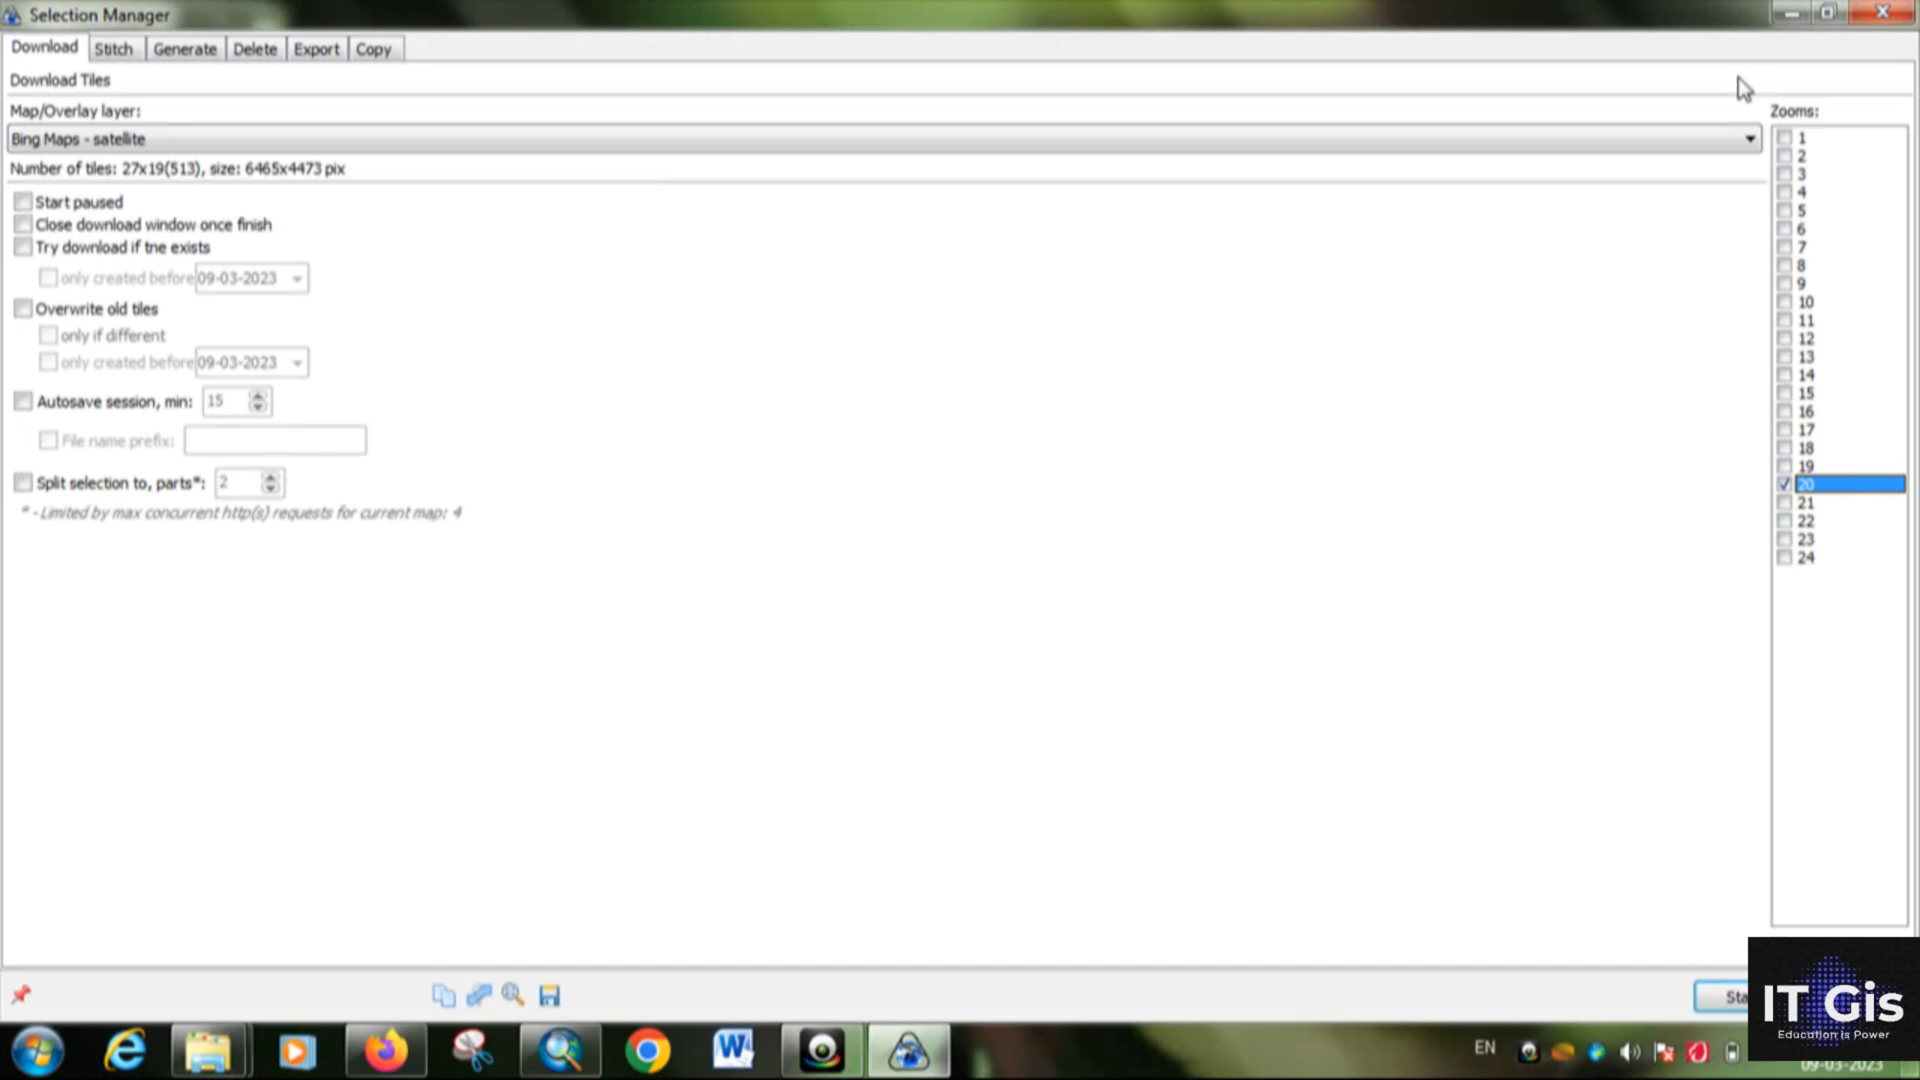 Selection Manager
Download Stitch Generate Delete Export Copy
Download Tiles
Map/Overlay layer:
Zooms:
Bing Maps - satellite
Number of tiles: 27x19(513), size: 6465x4473 pix
Start paused
Close download window once finish
Try download if tne exists
only created before 09-03-2023
Overwrite old tiles
only if different
only created before 09-03-2023
Autosave session, min: 15
File name prefix:
Split selection to, parts*: 2
* - Limited by max concurrent http(s) requests for current map: 4
1
2
3
4
5
6
7
8
9
10
11
12
13
14
15
16
17
18
19
20
21
22
23
24
Sta
IT Gis
Education is Power
EN
09-03-2023